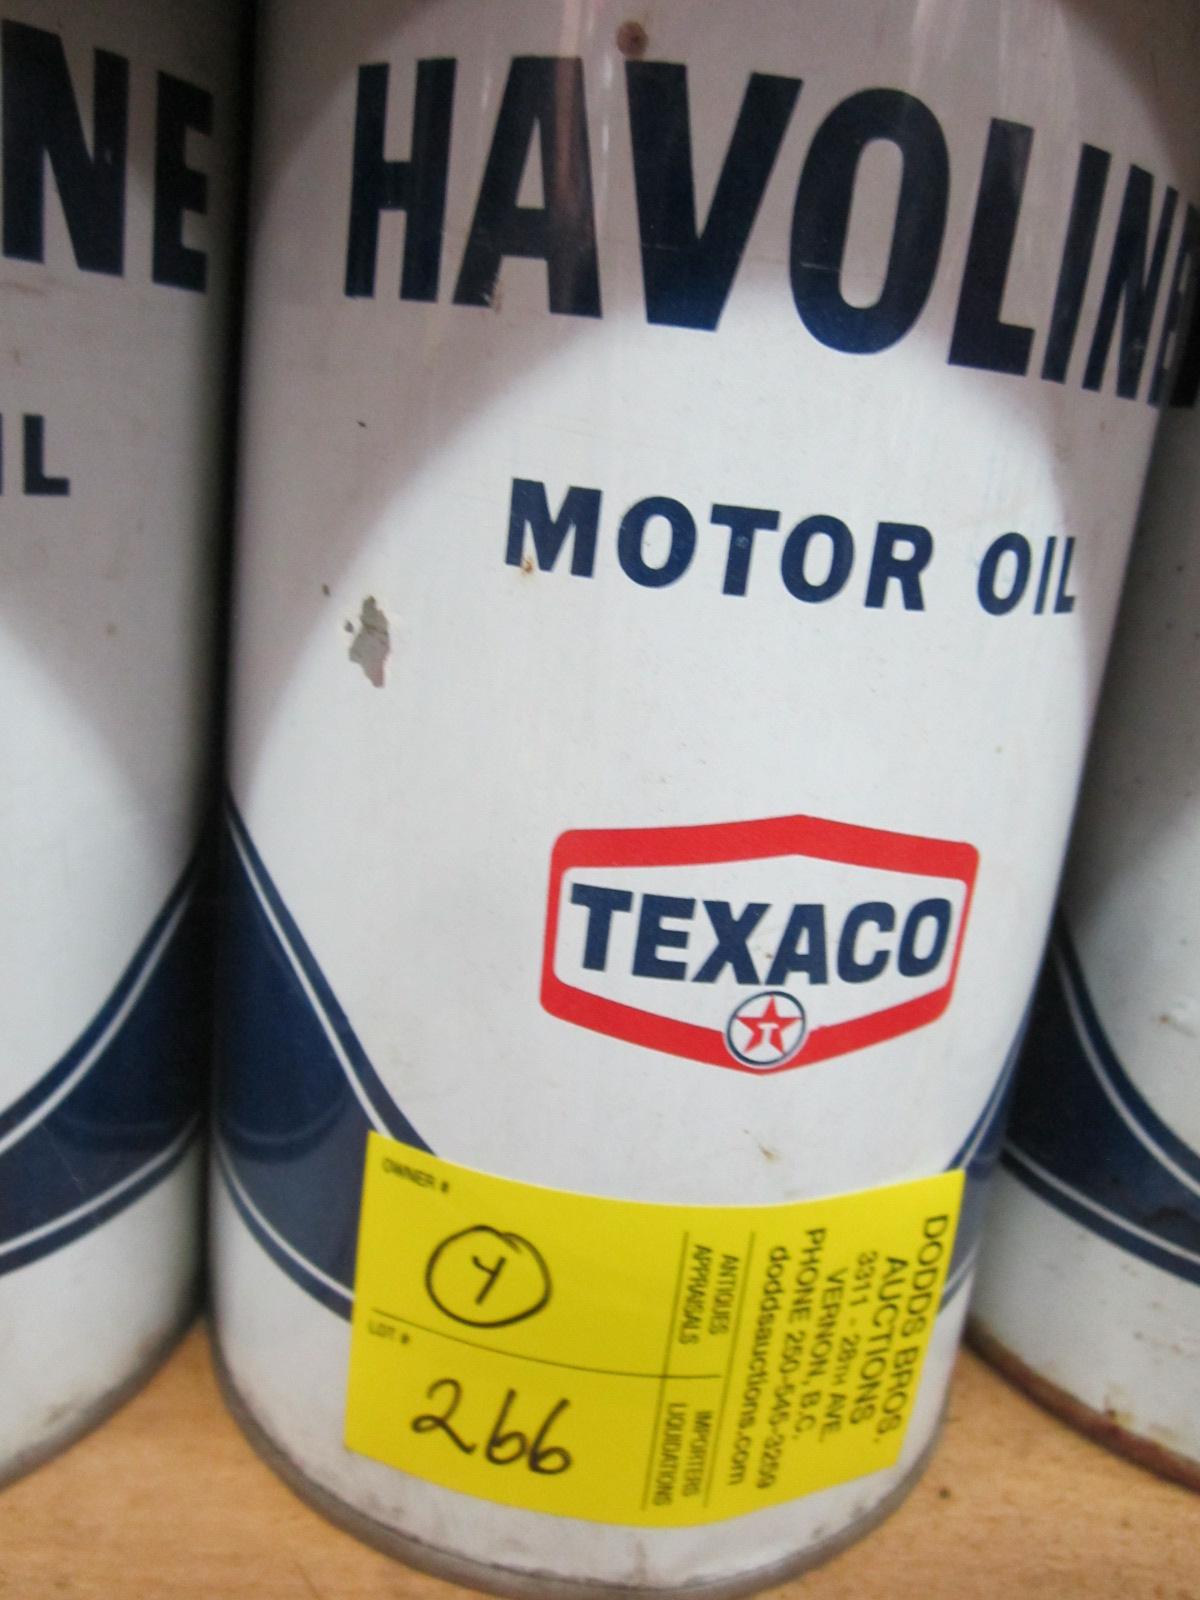 NE
HAVOLINE
IL
MOTOR OIL
TEXACO
T
OWNER #
4
LOT #
266
ANTIQUES
APPRAISALS
IMPORTERS
LIQUIDATIONS
DODDS BROS.
AUCTIONS
3311 - 28TH AVE.
VERNON, B.C.
PHONE 250-545-3259
doddsauctions.com